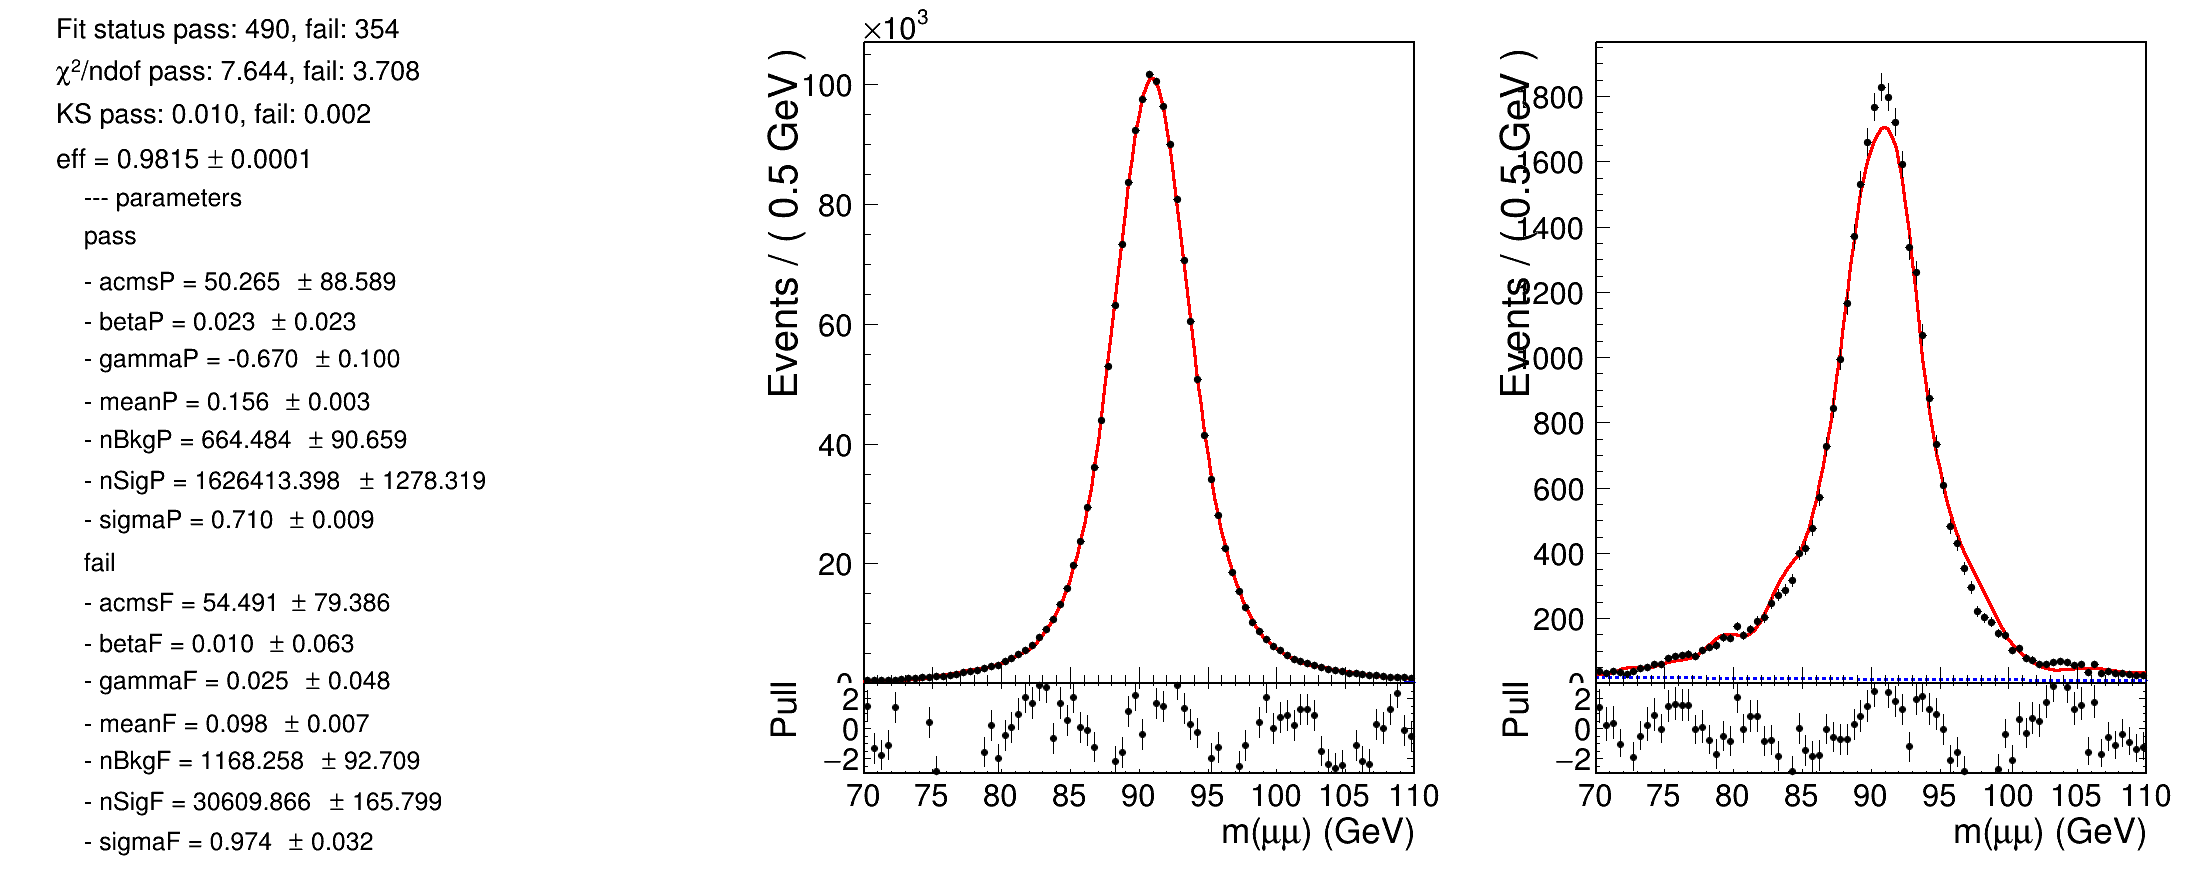 Fit status pass: 490, fail: 354
χ²/ndof pass: 7.644, fail: 3.708
KS pass: 0.010, fail: 0.002
eff = 0.9815 ± 0.0001
--- parameters
pass
- acmsP = 50.265 ± 88.589
- betaP = 0.023 ± 0.023
- gammaP = -0.670 ± 0.100
- meanP = 0.156 ± 0.003
- nBkgP = 664.484 ± 90.659
- nSigP = 1626413.398 ± 1278.319
- sigmaP = 0.710 ± 0.009
fail
- acmsF = 54.491 ± 79.386
- betaF = 0.010 ± 0.063
- gammaF = 0.025 ± 0.048
- meanF = 0.098 ± 0.007
- nBkgF = 1168.258 ± 92.709
- nSigF = 30609.866 ± 165.799
- sigmaF = 0.974 ± 0.032
×10³
Events / ( 0.5 GeV )
100
80
60
40
20
0
Pull
2
0
−2
70 75 80 85 90 95 100 105 110
m(μμ) (GeV)
Events / ( 0.5 GeV )
1800
1600
1400
1200
1000
800
600
400
200
0
Pull
2
0
−2
70 75 80 85 90 95 100 105 110
m(μμ) (GeV)